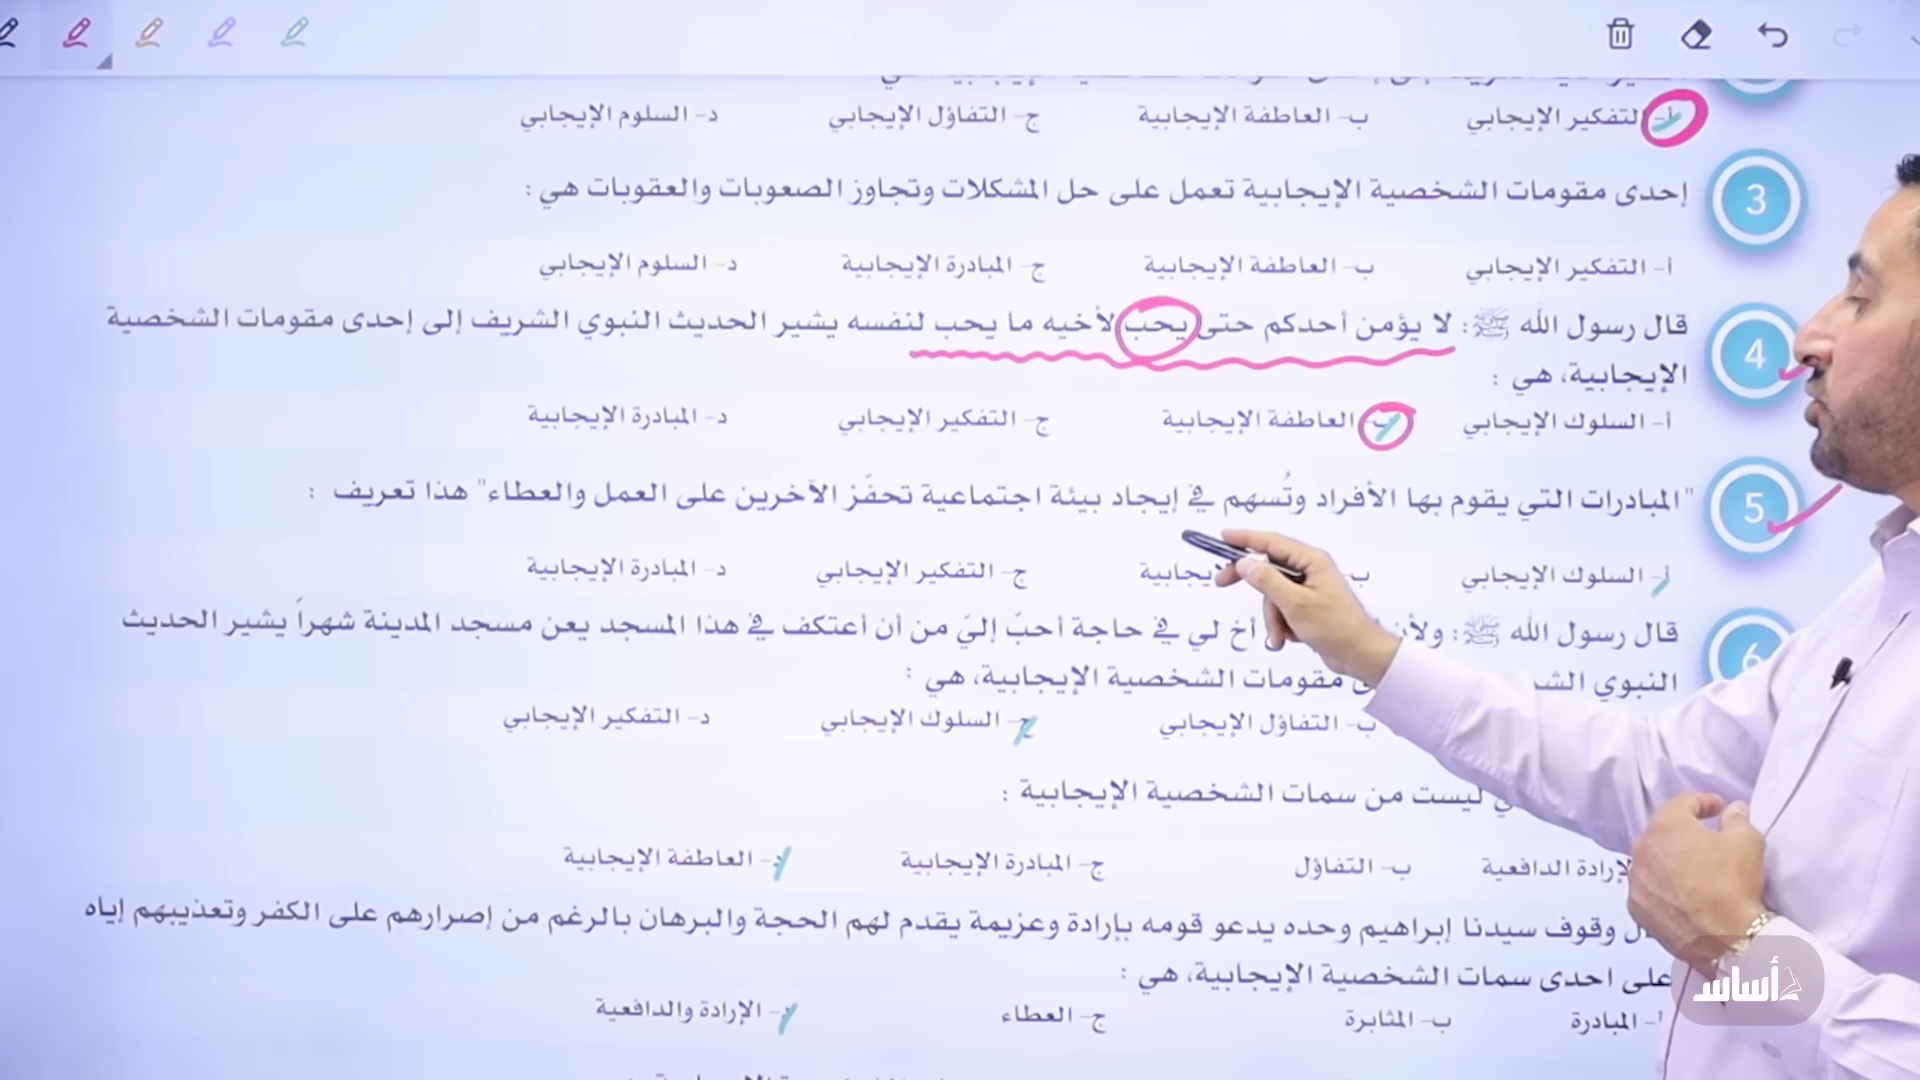 أ- التفكير الإيجابي ب- العاطفة الإيجابية ج- التفاؤل الإيجابي د- السلوم الإيجابي
3 إحدى مقومات الشخصية الإيجابية تعمل على حل المشكلات وتجاوز الصعوبات والعقوبات هي :
أ- التفكير الإيجابي ب- العاطفة الإيجابية ج- المبادرة الإيجابية د- السلوم الإيجابي
4 قال رسول الله ﷺ: لا يؤمن أحدكم حتى يحب لأخيه ما يحب لنفسه يشير الحديث النبوي الشريف إلى إحدى مقومات الشخصية
الإيجابية، هي :
أ- السلوك الإيجابي ب- العاطفة الإيجابية ج- التفكير الإيجابي د- المبادرة الإيجابية
5 "المبادرات التي يقوم بها الأفراد وتُسهم في إيجاد بيئة اجتماعية تحفّز الآخرين على العمل والعطاء" هذا تعريف :
أ- السلوك الإيجابي ب- الإيجابية ج- التفكير الإيجابي د- المبادرة الإيجابية
6 قال رسول الله ﷺ: ولأن أخ لي في حاجة أحبّ إليّ من أن أعتكف في هذا المسجد يعن مسجد المدينة شهراً يشير الحديث
النبوي مقومات الشخصية الإيجابية، هي :
ب- التفاؤل الإيجابي ج- السلوك الإيجابي د- التفكير الإيجابي
ليست من سمات الشخصية الإيجابية :
الإرادة الدافعية ب- التفاؤل ج- المبادرة الإيجابية د- العاطفة الإيجابية
وقوف سيدنا إبراهيم وحده يدعو قومه بإرادة وعزيمة يقدم لهم الحجة والبرهان بالرغم من إصرارهم على الكفر وتعذيبهم إياه
على احدى سمات الشخصية الإيجابية، هي :
أ- المبادرة ب- المثابرة ج- العطاء د- الإرادة والدافعية
أساس